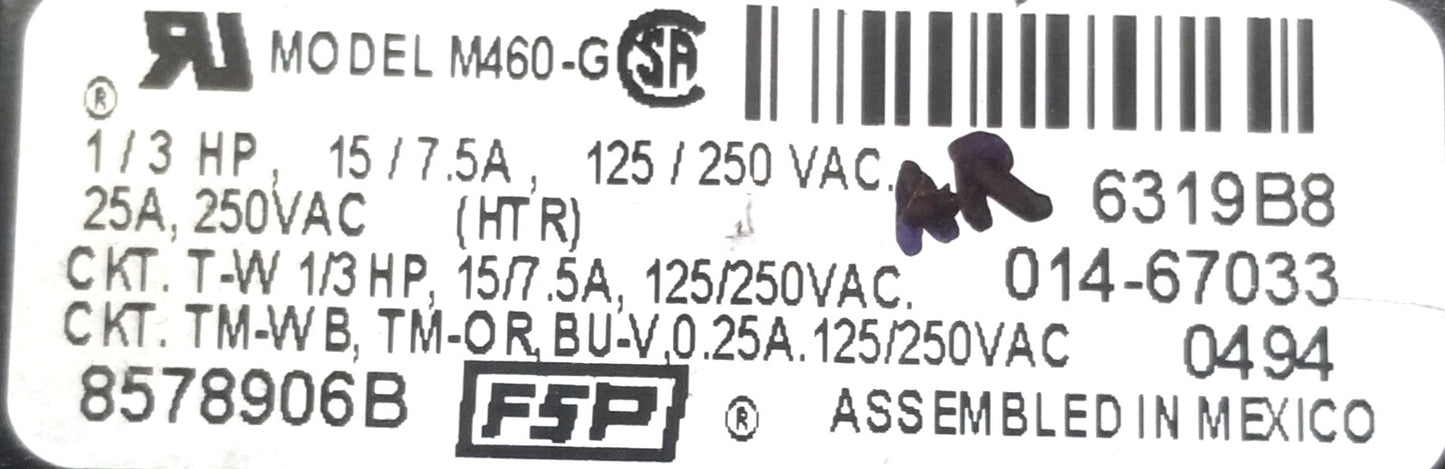 MODEL M460-G
® 
1/3 HP, 15/7.5A, 125/250 VAC. 6319B8
25A, 250VAC (HTR)
CKT. T-W 1/3 HP, 15/7.5A, 125/250VAC. 014-67033
CKT. TM-WB, TM-OR, BU-V, 0.25A. 125/250VAC 0494
8578906B FSP ® ASSEMBLED IN MEXICO